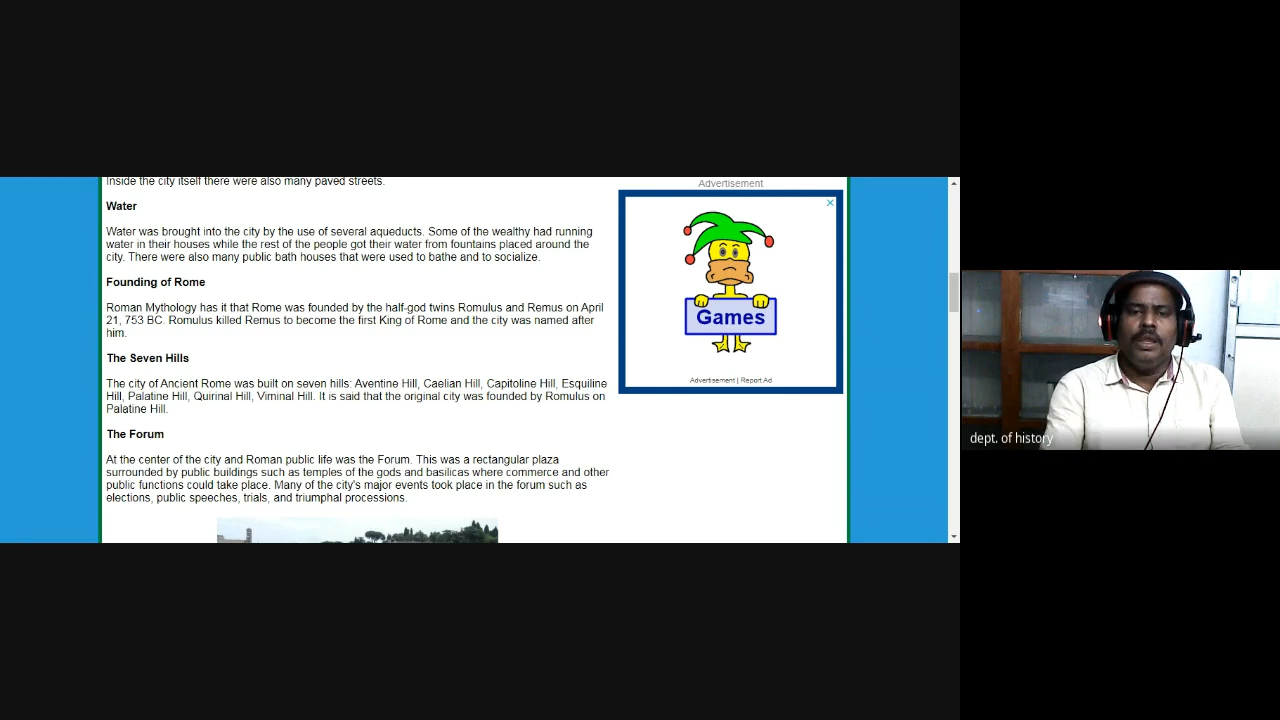 Inside the city itself there were also many paved streets.
Water
Water was brought into the city by the use of several aqueducts. Some of the wealthy had running
water in their houses while the rest of the people got their water from fountains placed around the
city. There were also many public bath houses that were used to bathe and to socialize.
Founding of Rome
Roman Mythology has it that Rome was founded by the half-god twins Romulus and Remus on April
21, 753 BC. Romulus killed Remus to become the first King of Rome and the city was named after
him.
The Seven Hills
The city of Ancient Rome was built on seven hills: Aventine Hill, Caelian Hill, Capitoline Hill, Esquiline
Hill, Palatine Hill, Quirinal Hill, Viminal Hill. It is said that the original city was founded by Romulus on
Palatine Hill.
The Forum
At the center of the city and Roman public life was the Forum. This was a rectangular plaza
surrounded by public buildings such as temples of the gods and basilicas where commerce and other
public functions could take place. Many of the city's major events took place in the forum such as
elections, public speeches, trials, and triumphal processions.
Advertisement
Games
Advertisement | Report Ad
dept. of history